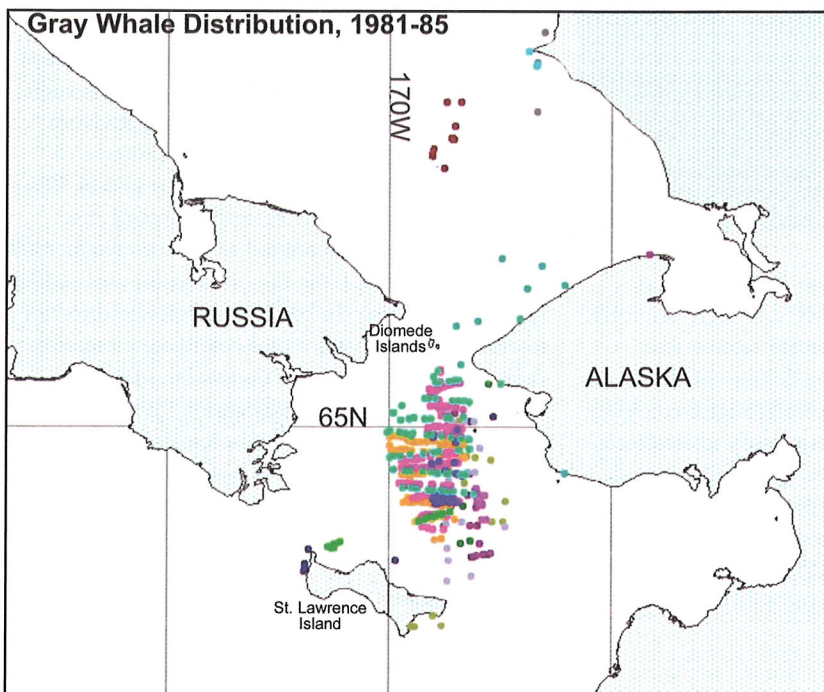 Gray Whale Distribution, 1981-85
170W
RUSSIA
Diomede
Islands
ALASKA
65N
St. Lawrence
Island